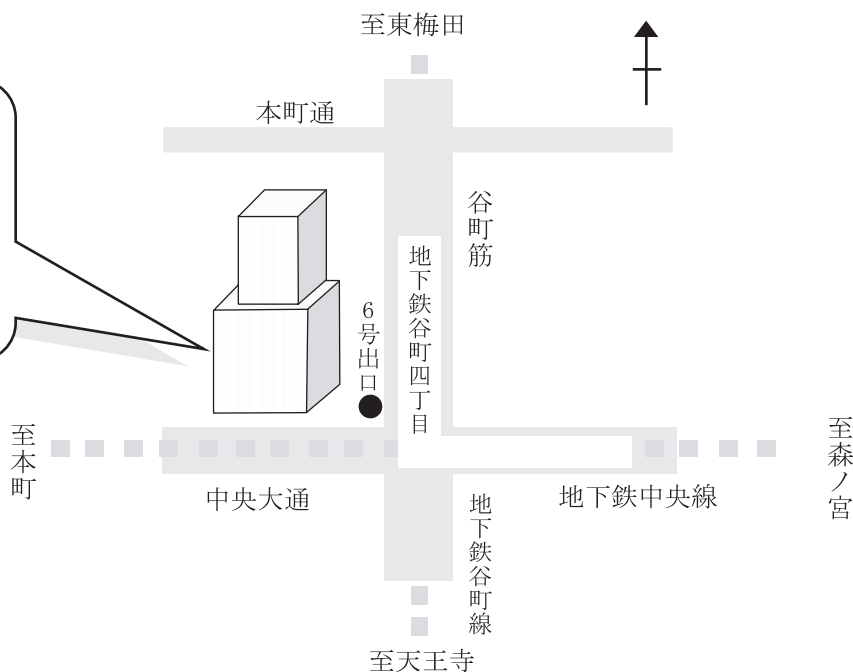 至東梅田
本町通
谷町筋
地下鉄谷町四丁目
6号出口
至本町
至森ノ宮
中央大通
地下鉄中央線
地下鉄谷町線
至天王寺